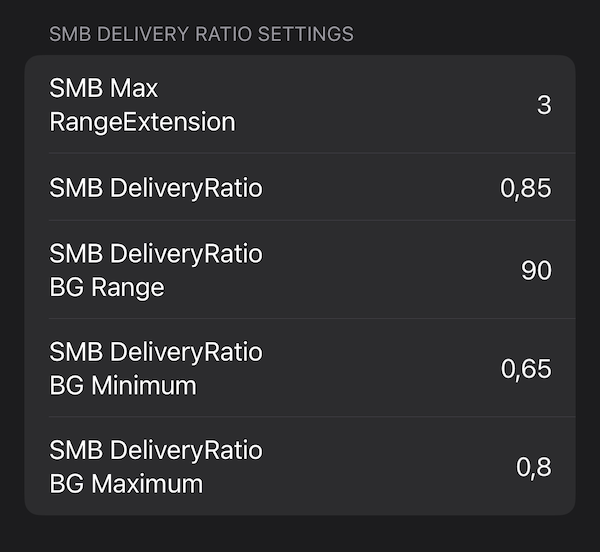 SMB DELIVERY RATIO SETTINGS
SMB Max
RangeExtension
3
SMB DeliveryRatio
0,85
SMB DeliveryRatio
BG Range
90
SMB DeliveryRatio
BG Minimum
0,65
SMB DeliveryRatio
BG Maximum
0,8